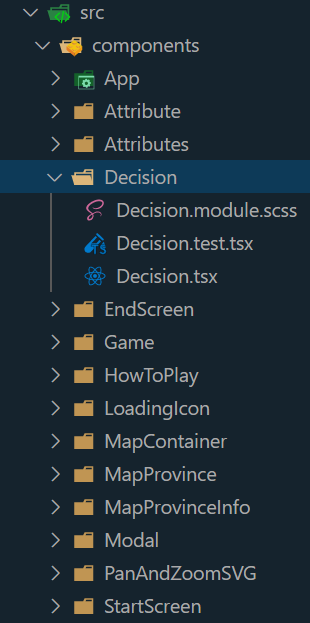 src
components
App
Attribute
Attributes
Decision
Decision.module.scss
Decision.test.tsx
Decision.tsx
EndScreen
Game
HowToPlay
LoadingIcon
MapContainer
MapProvince
MapProvinceInfo
Modal
PanAndZoomSVG
StartScreen